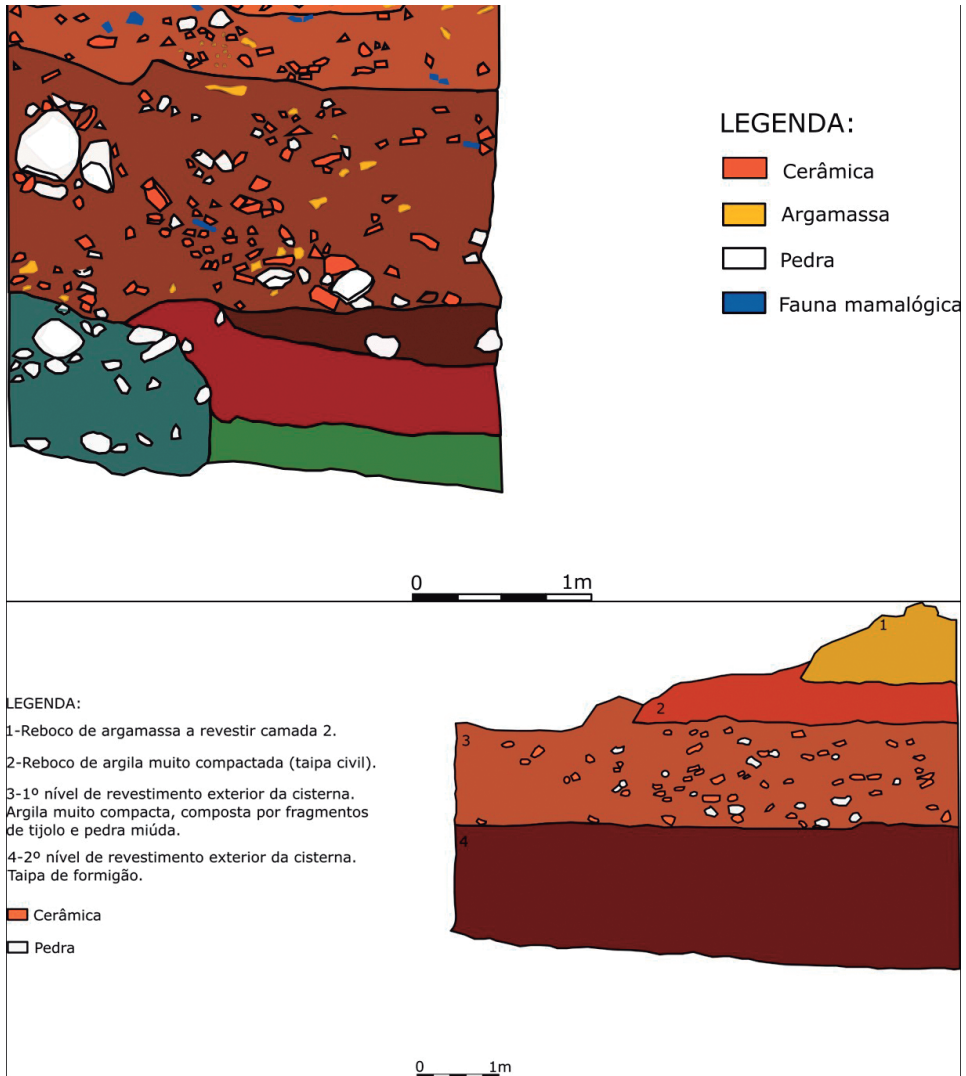 LEGENDA:
Cerâmica
Argamassa
Pedra
Fauna mamalógica
0 1m
1
2
3
4
LEGENDA:
1-Reboco de argamassa a revestir camada 2.
2-Reboco de argila muito compactada (taipa civil).
3-1º nível de revestimento exterior da cisterna.
Argila muito compacta, composta por fragmentos
de tijolo e pedra miúda.
4-2º nível de revestimento exterior da cisterna.
Taipa de formigão.
Cerâmica
Pedra
0 1m